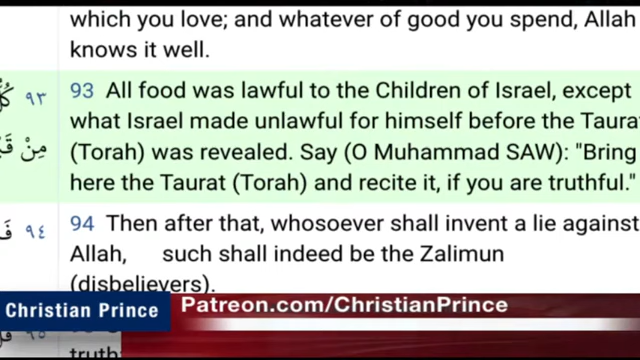 which you love; and whatever of good you spend, Allah
knows it well.
٩٣ 93 All food was lawful to the Children of Israel, except
مِنْ what Israel made unlawful for himself before the Taurat
(Torah) was revealed. Say (O Muhammad SAW): "Bring
here the Taurat (Torah) and recite it, if you are truthful."
٩٤ 94 Then after that, whosoever shall invent a lie against
Allah, such shall indeed be the Zalimun
(disbelievers).
Christian Prince
Patreon.com/ChristianPrince